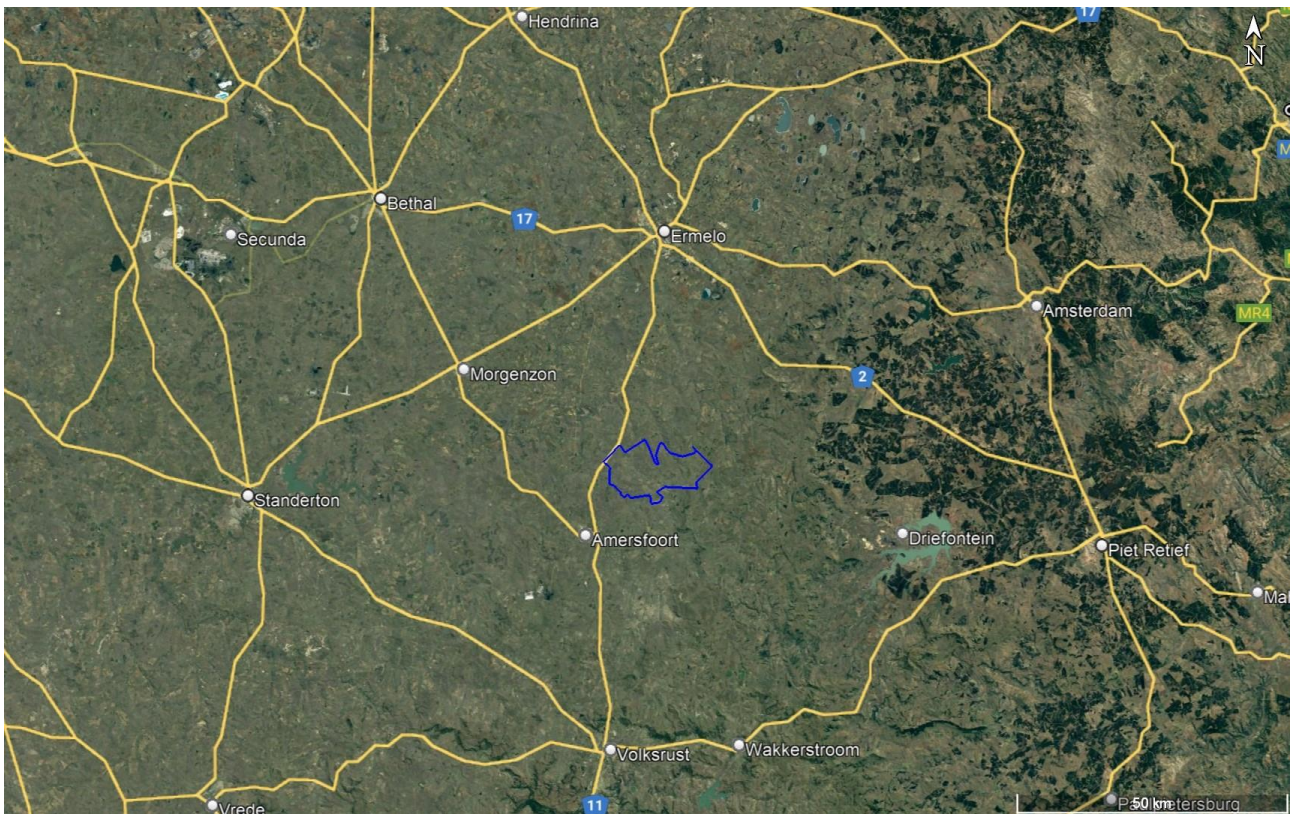 Hendrina
17
N
Bethal
17
Secunda
Ermelo
Amsterdam
MR4
Morgenzon
2
Standerton
Driefontein
Amersfoort
Piet Retief
Mal
Volksrust
Wakkerstroom
Vrede
11
50 km